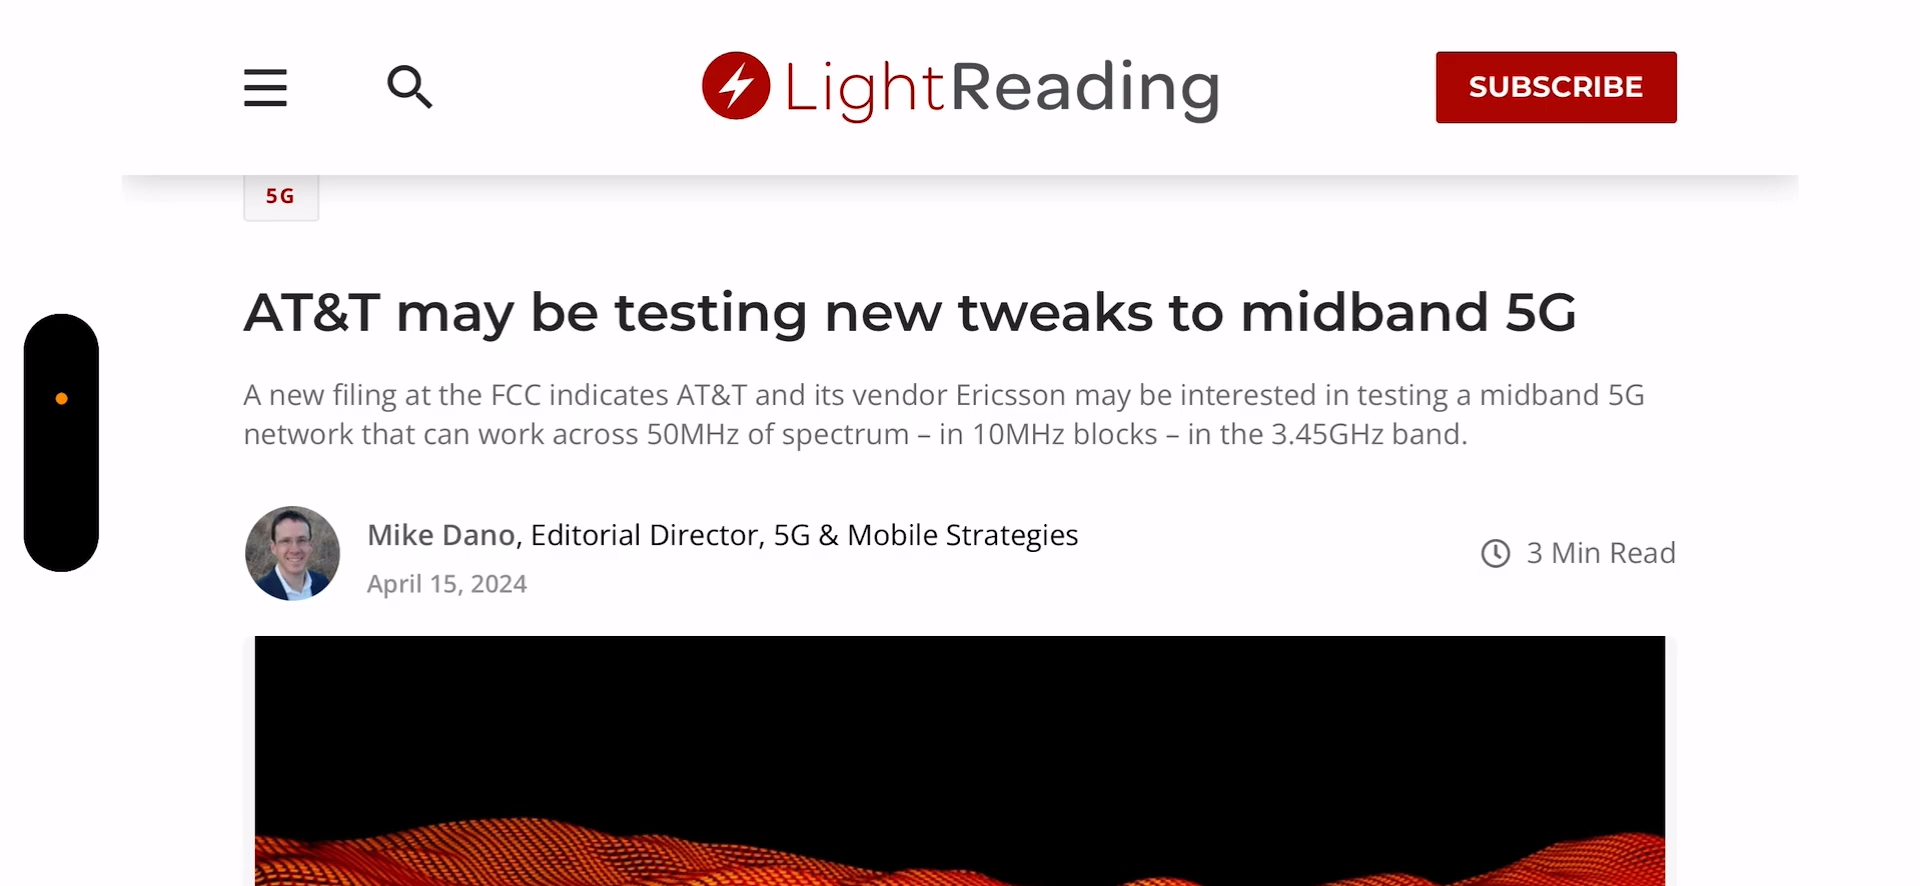 LightReading
SUBSCRIBE
5G
AT&T may be testing new tweaks to midband 5G
A new filing at the FCC indicates AT&T and its vendor Ericsson may be interested in testing a midband 5G
network that can work across 50MHz of spectrum – in 10MHz blocks – in the 3.45GHz band.
Mike Dano, Editorial Director, 5G & Mobile Strategies
April 15, 2024
3 Min Read